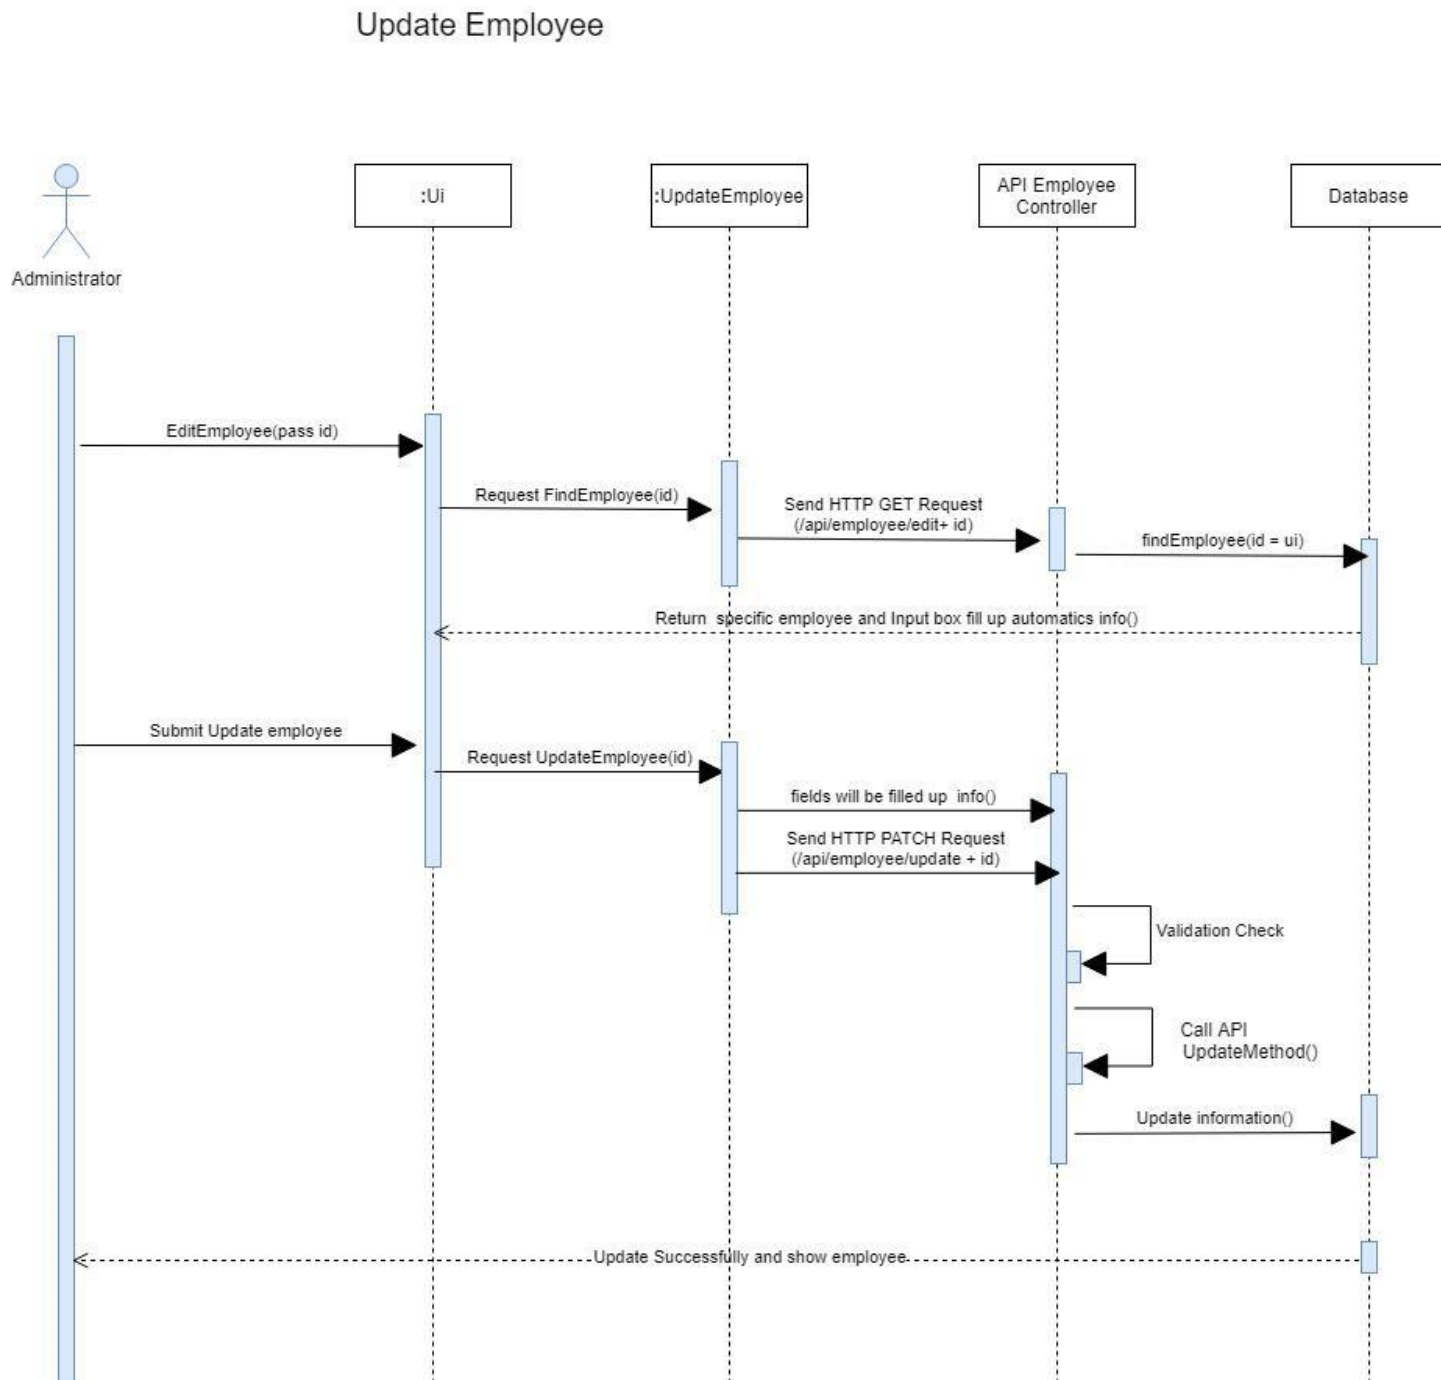 Update Employee
:Ui
:UpdateEmployee
API Employee
Controller
Database
Administrator
EditEmployee(pass id)
Request FindEmployee(id)
Send HTTP GET Request
(/api/employee/edit+ id)
findEmployee(id = ui)
Return  specific employee and Input box fill up automatics info()
Submit Update employee
Request UpdateEmployee(id)
fields will be filled up  info()
Send HTTP PATCH Request
(/api/employee/update + id)
Validation Check
Call API
UpdateMethod()
Update information()
Update Successfully and show employee